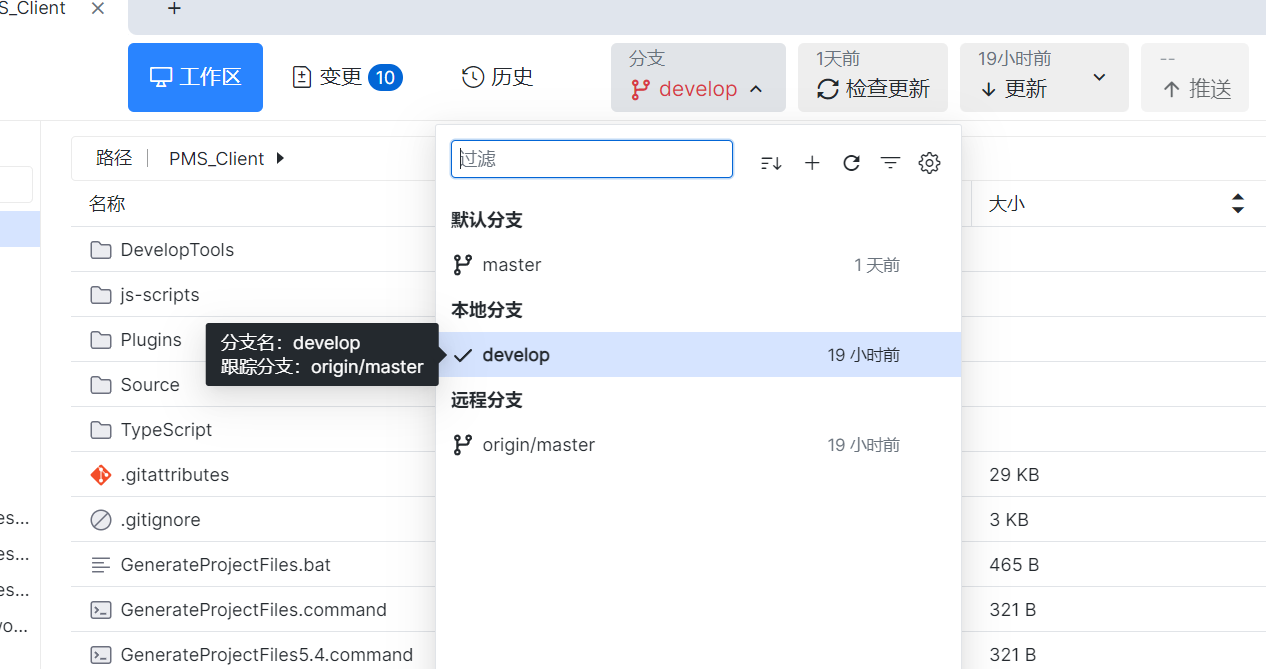 S_Client
工作区
变更 10
历史
分支
develop
1天前
检查更新
19小时前
更新
--
推送
路径
PMS_Client
过滤
名称
大小
默认分支
DevelopTools
master 1 天前
js-scripts
本地分支
Plugins
分支名：develop
跟踪分支：origin/master
develop 19 小时前
Source
远程分支
TypeScript
origin/master 19 小时前
.gitattributes 29 KB
.gitignore 3 KB
es...
GenerateProjectFiles.bat 465 B
es...
es...
GenerateProjectFiles.command 321 B
vo...
GenerateProjectFiles5.4.command 321 B